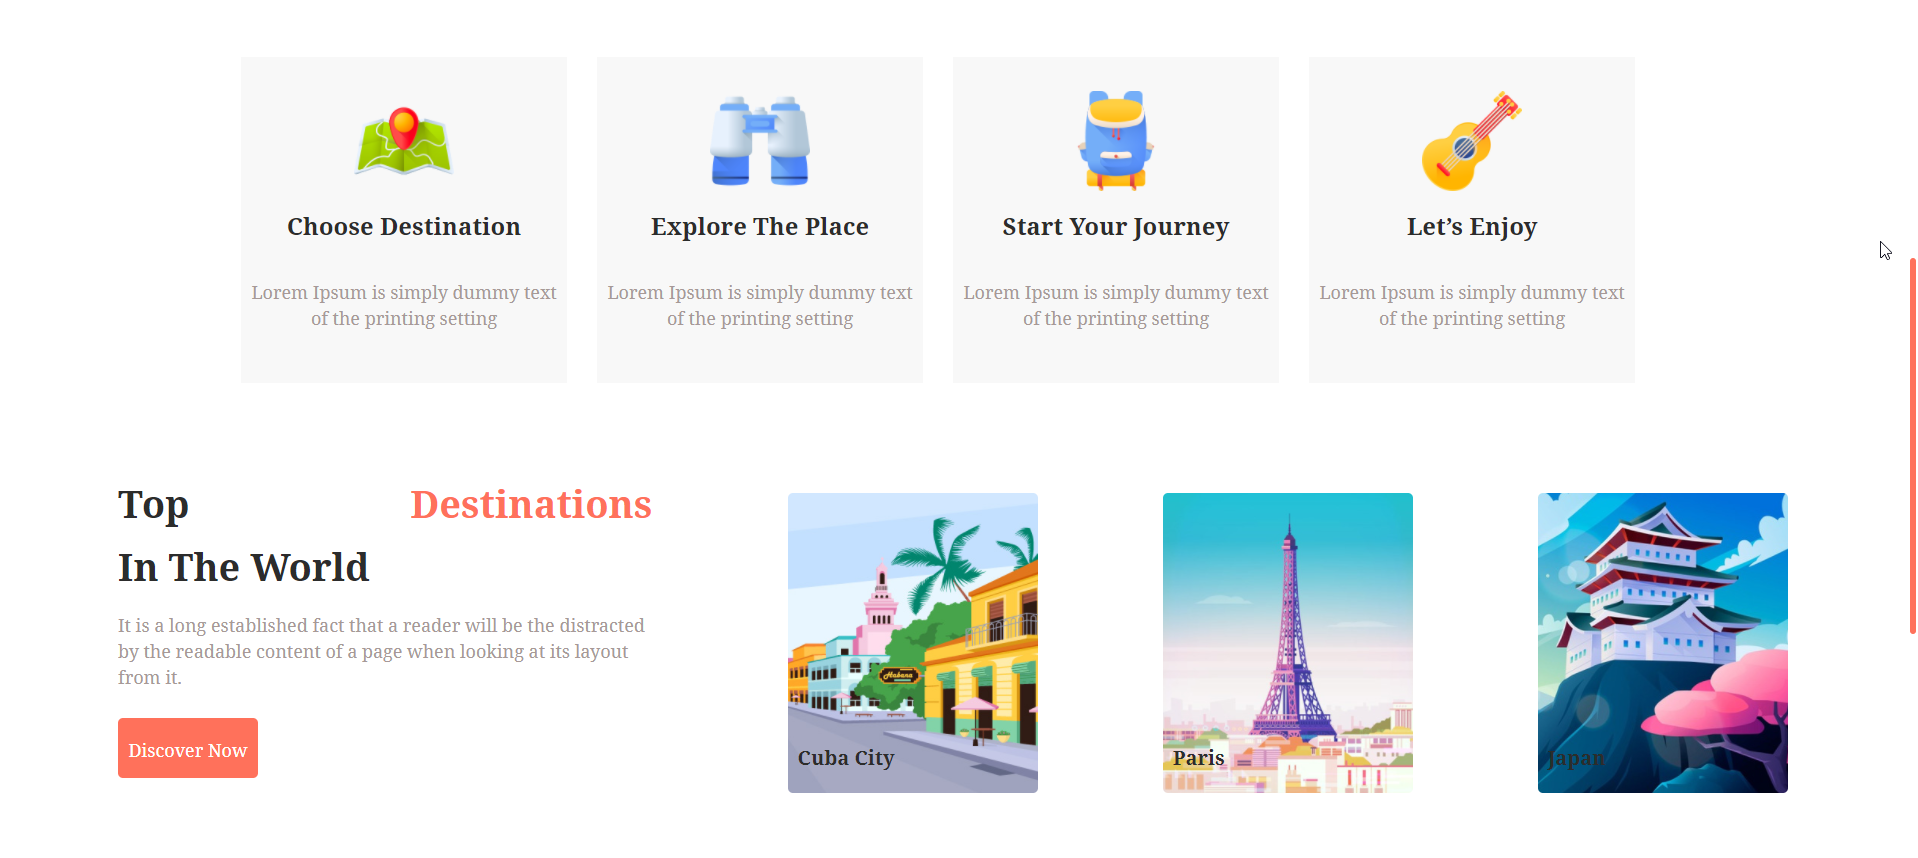 Choose Destination
Lorem Ipsum is simply dummy text
of the printing setting
Explore The Place
Lorem Ipsum is simply dummy text
of the printing setting
Start Your Journey
Lorem Ipsum is simply dummy text
of the printing setting
Let’s Enjoy
Lorem Ipsum is simply dummy text
of the printing setting
Top Destinations
In The World
It is a long established fact that a reader will be the distracted
by the readable content of a page when looking at its layout
from it.
Discover Now
Habana
Cuba City
Paris
Japan